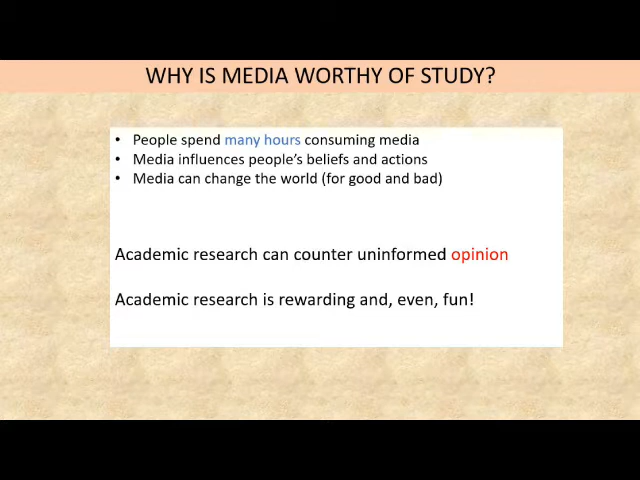 WHY IS MEDIA WORTHY OF STUDY?
• People spend many hours consuming media
• Media influences people's beliefs and actions
• Media can change the world (for good and bad)
Academic research can counter uninformed opinion
Academic research is rewarding and, even, fun!